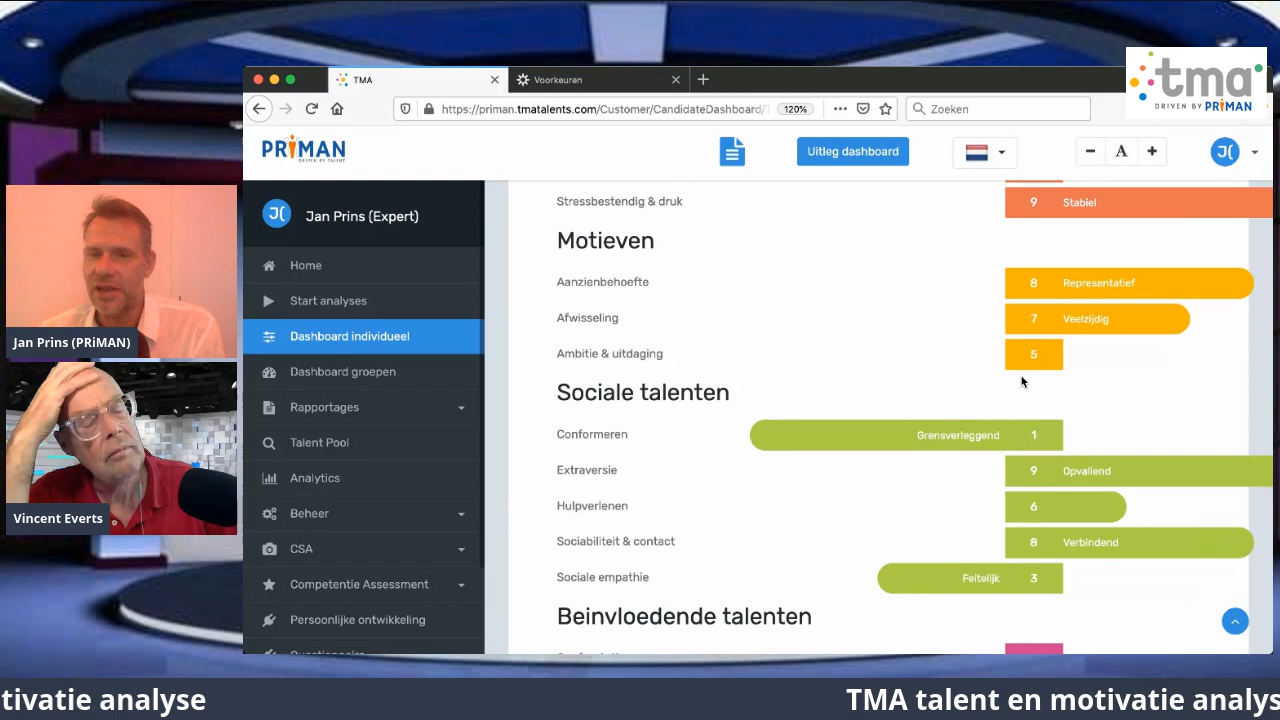 TMA
Voorkeuren
tma
DRIVEN BY PRiMAN
https://priman.tmatalents.com/Customer/CandidateDashboard/
120%
Zoeken
PRiMAN
DRIVEN BY TALENT
Uitleg dashboard
A
J(
J(
Jan Prins (Expert)
Home
Start analyses
Dashboard individueel
Dashboard groepen
Rapportages
Talent Pool
Analytics
Beheer
CSA
Competentie Assessment
Persoonlijke ontwikkeling
Stressbestendig & druk 9 Stabiel
Motieven
Aanzienbehoefte 8 Representatief
Afwisseling 7 Veelzijdig
Ambitie & uitdaging 5
Sociale talenten
Conformeren Grensverleggend 1
Extraversie 9 Opvallend
Hulpverlenen 6
Sociabiliteit & contact 8 Verbindend
Sociale empathie Feitelijk 3
Beinvloedende talenten
Jan Prins (PRiMAN)
Vincent Everts
tivatie analyse
TMA talent en motivatie analys